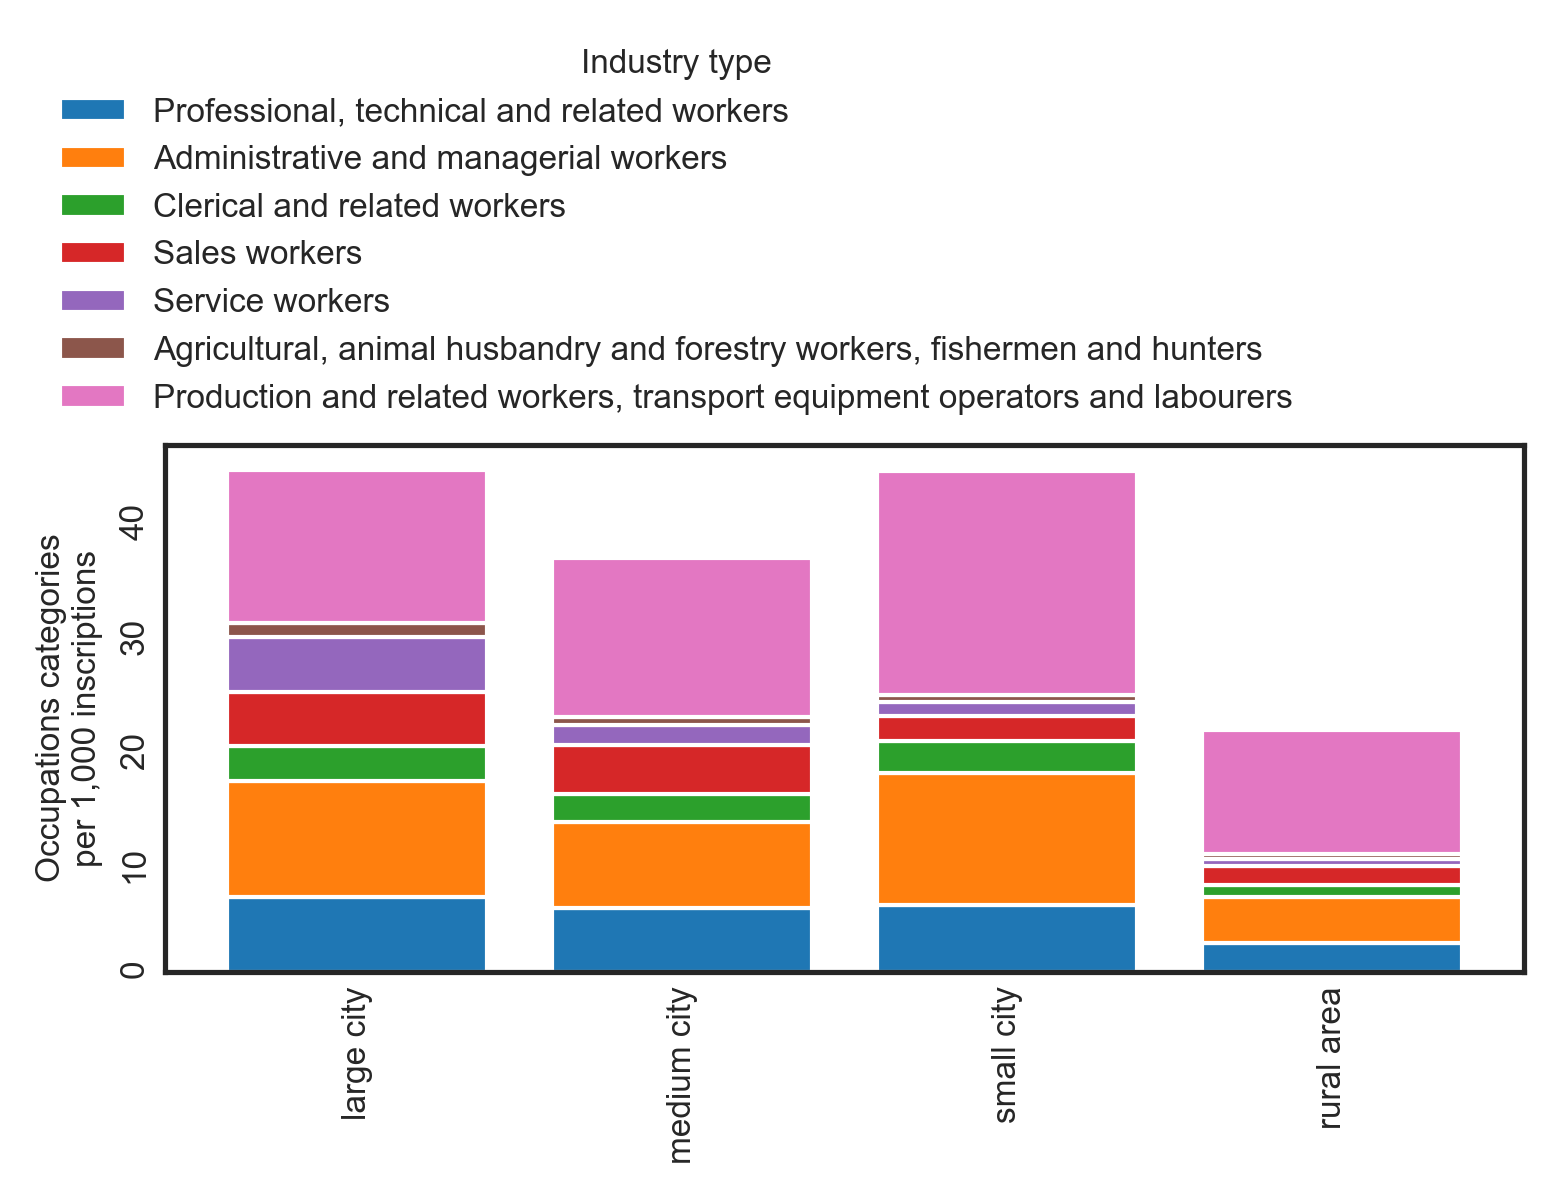 Industry type
Professional, technical and related workers
Administrative and managerial workers
Clerical and related workers
Sales workers
Service workers
Agricultural, animal husbandry and forestry workers, fishermen and hunters
Production and related workers, transport equipment operators and labourers
Occupations categories
per 1,000 inscriptions
40
30
20
10
0
large city
medium city
small city
rural area